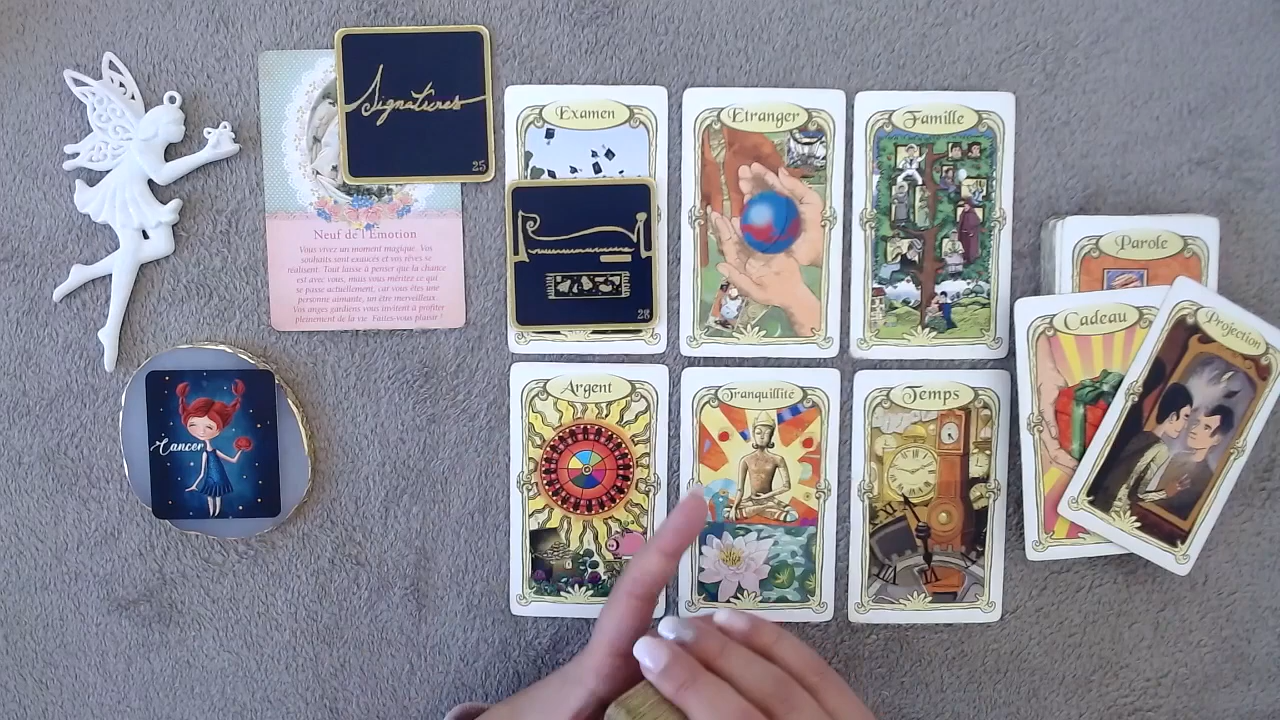 Signatures
25
Neuf de l'Émotion
Vous vivez un moment magique. Vos
souhaits sont exaucés et vos rêves se
réalisent. Tout laisse à penser que la chance
est avec vous, mais vous méritez ce qui
se passe actuellement, car vous êtes une
personne aimante, un être merveilleux.
Vos anges gardiens vous invitent à profiter
pleinement de la vie. Faites-vous plaisir !
Cancer
Examen
28
Etranger
Famille
Argent
Tranquillité
Temps
Parole
Cadeau
Projection